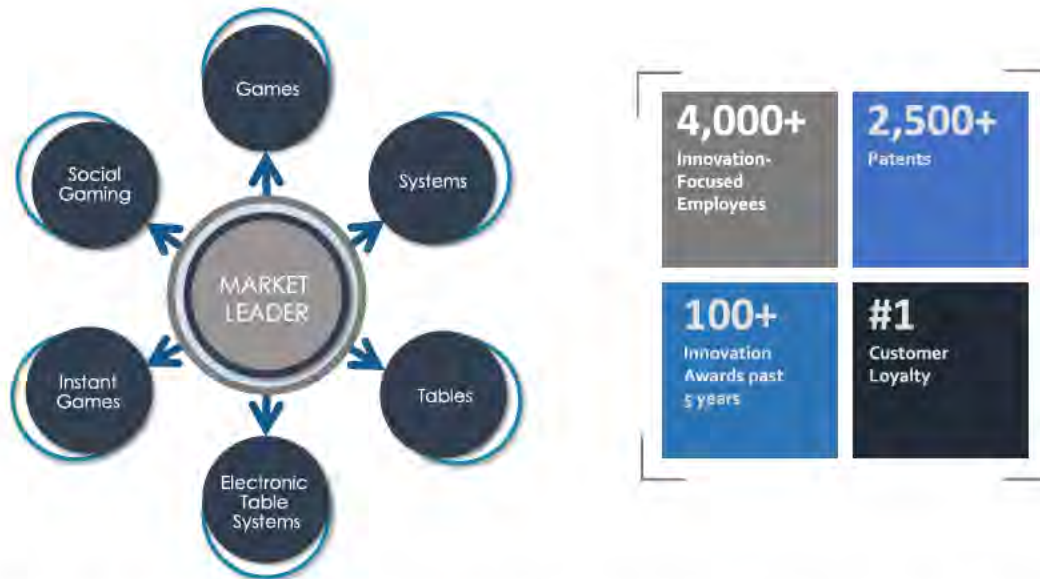 Games
Social
Gaming
Systems
MARKET
LEADER
Instant
Games
Tables
Electronic
Table
Systems
4,000+
Innovation-
Focused
Employees
2,500+
Patents
100+
Innovation
Awards past
5 years
#1
Customer
Loyalty